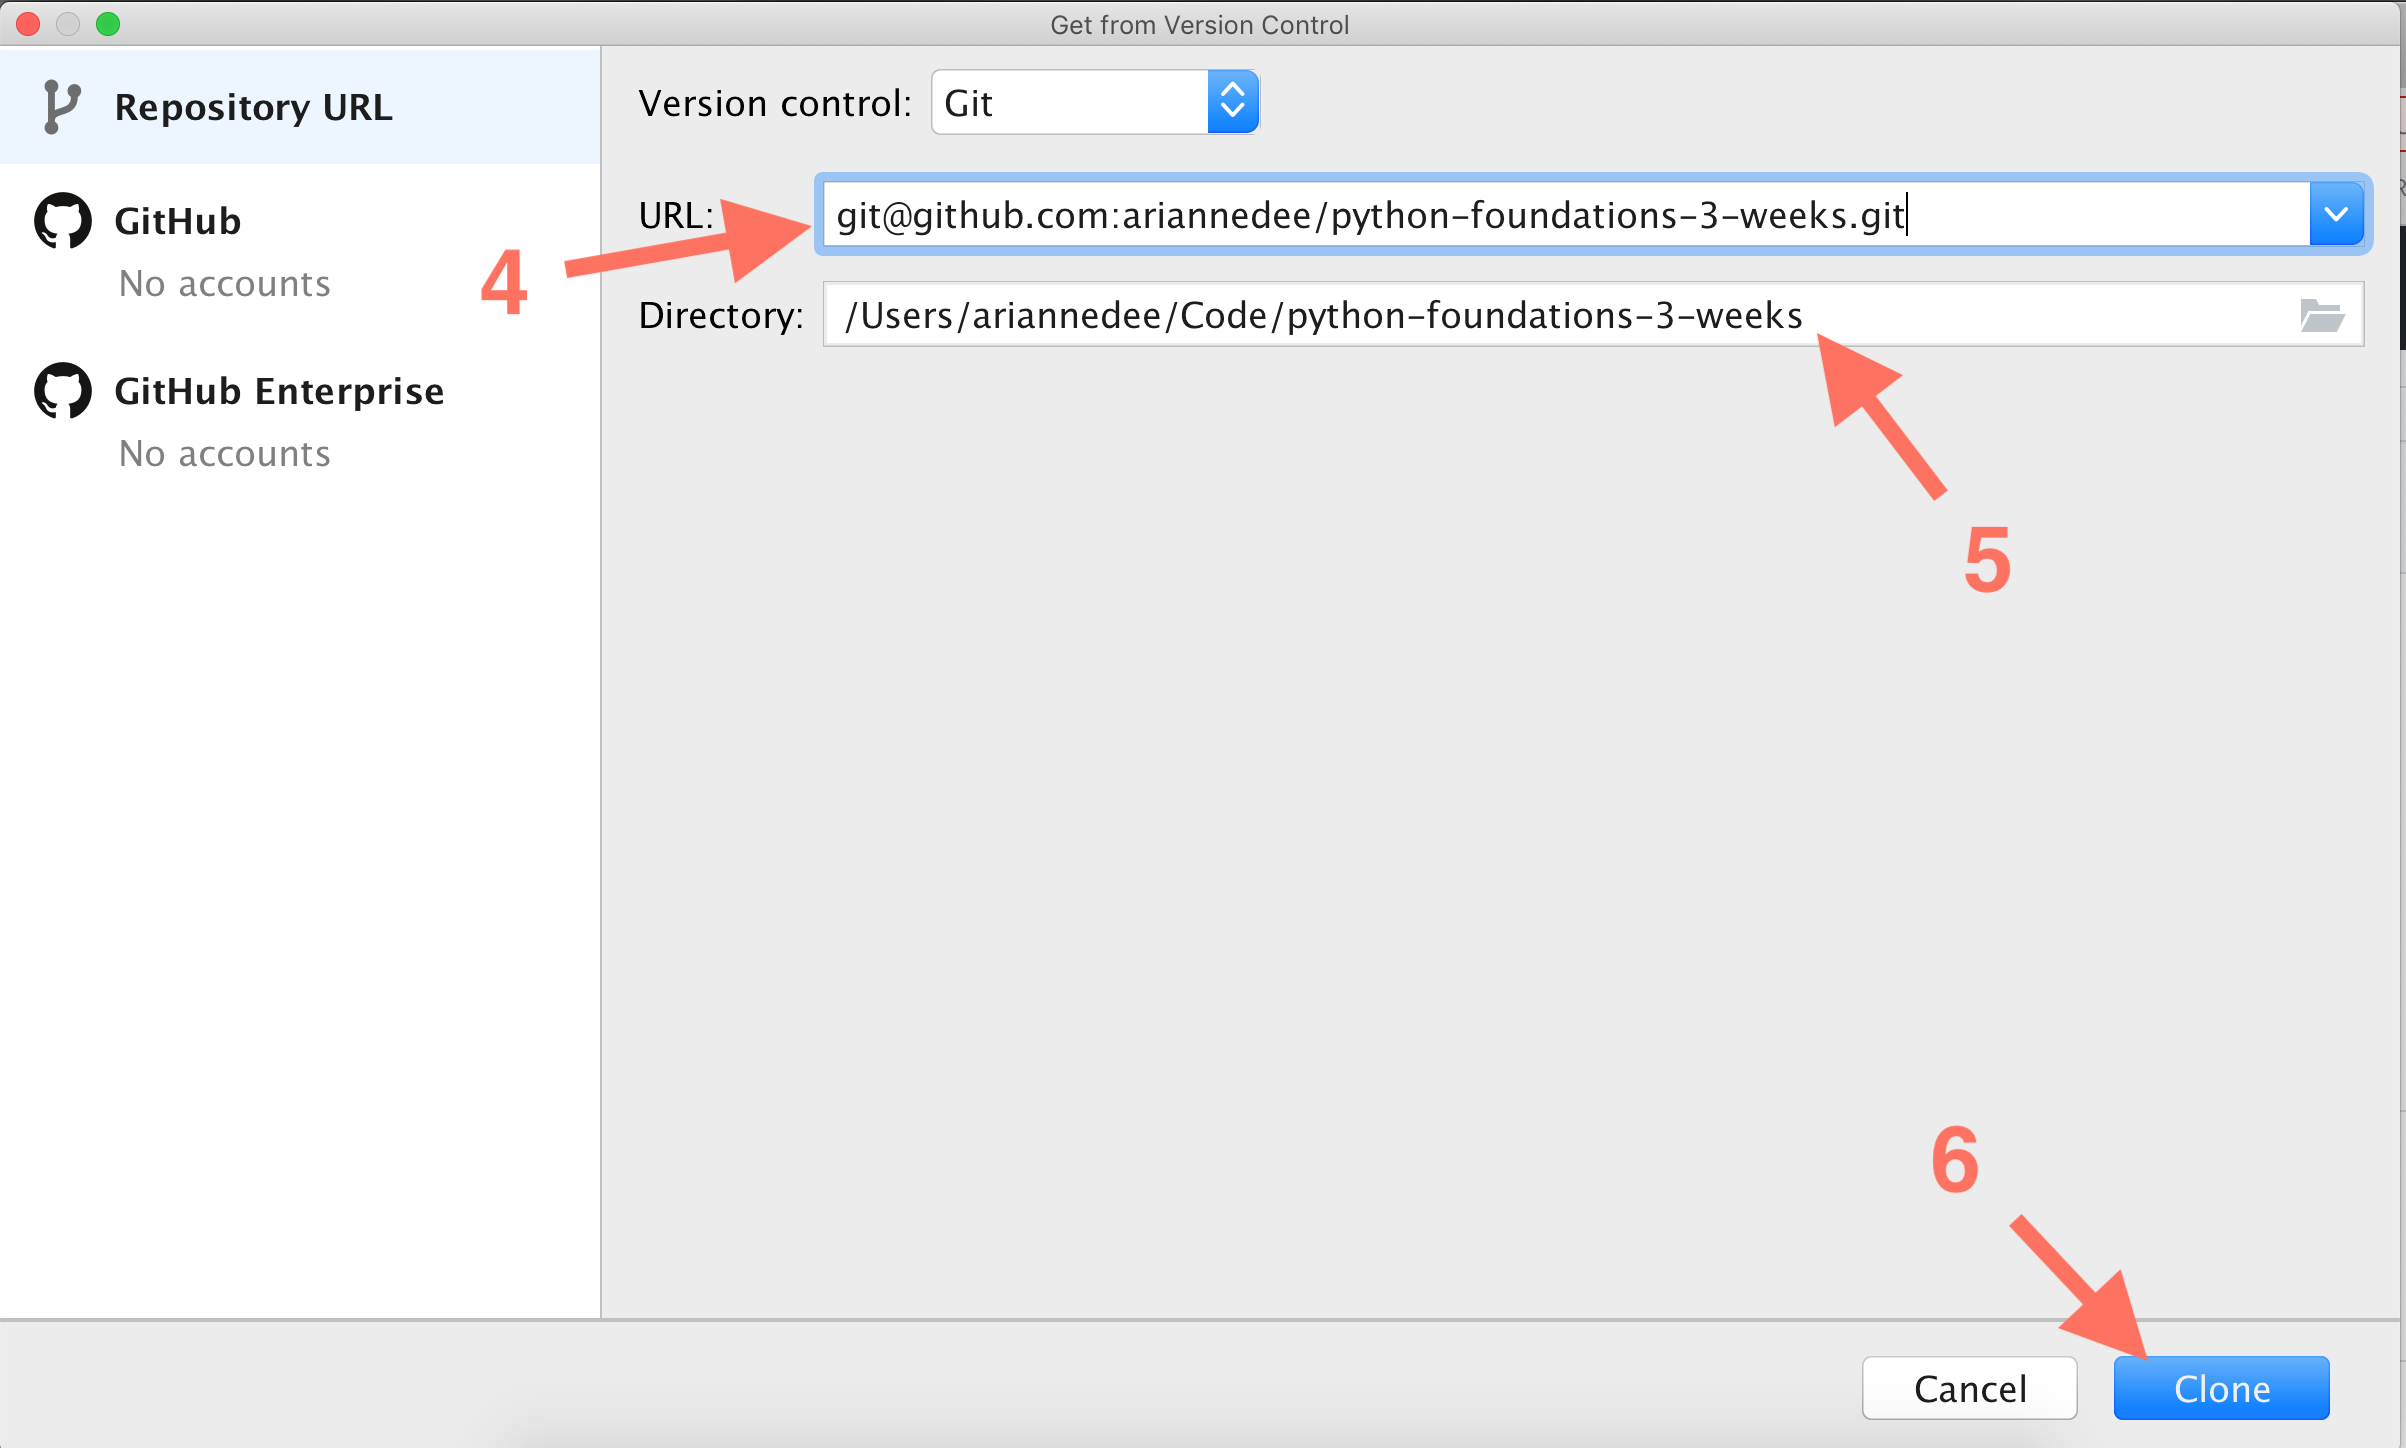 Get from Version Control
Repository URL
GitHub
No accounts
GitHub Enterprise
No accounts
Version control: Git
URL: git@github.com:ariannedee/python-foundations-3-weeks.git
4
Directory: /Users/ariannedee/Code/python-foundations-3-weeks
5
6
Cancel Clone